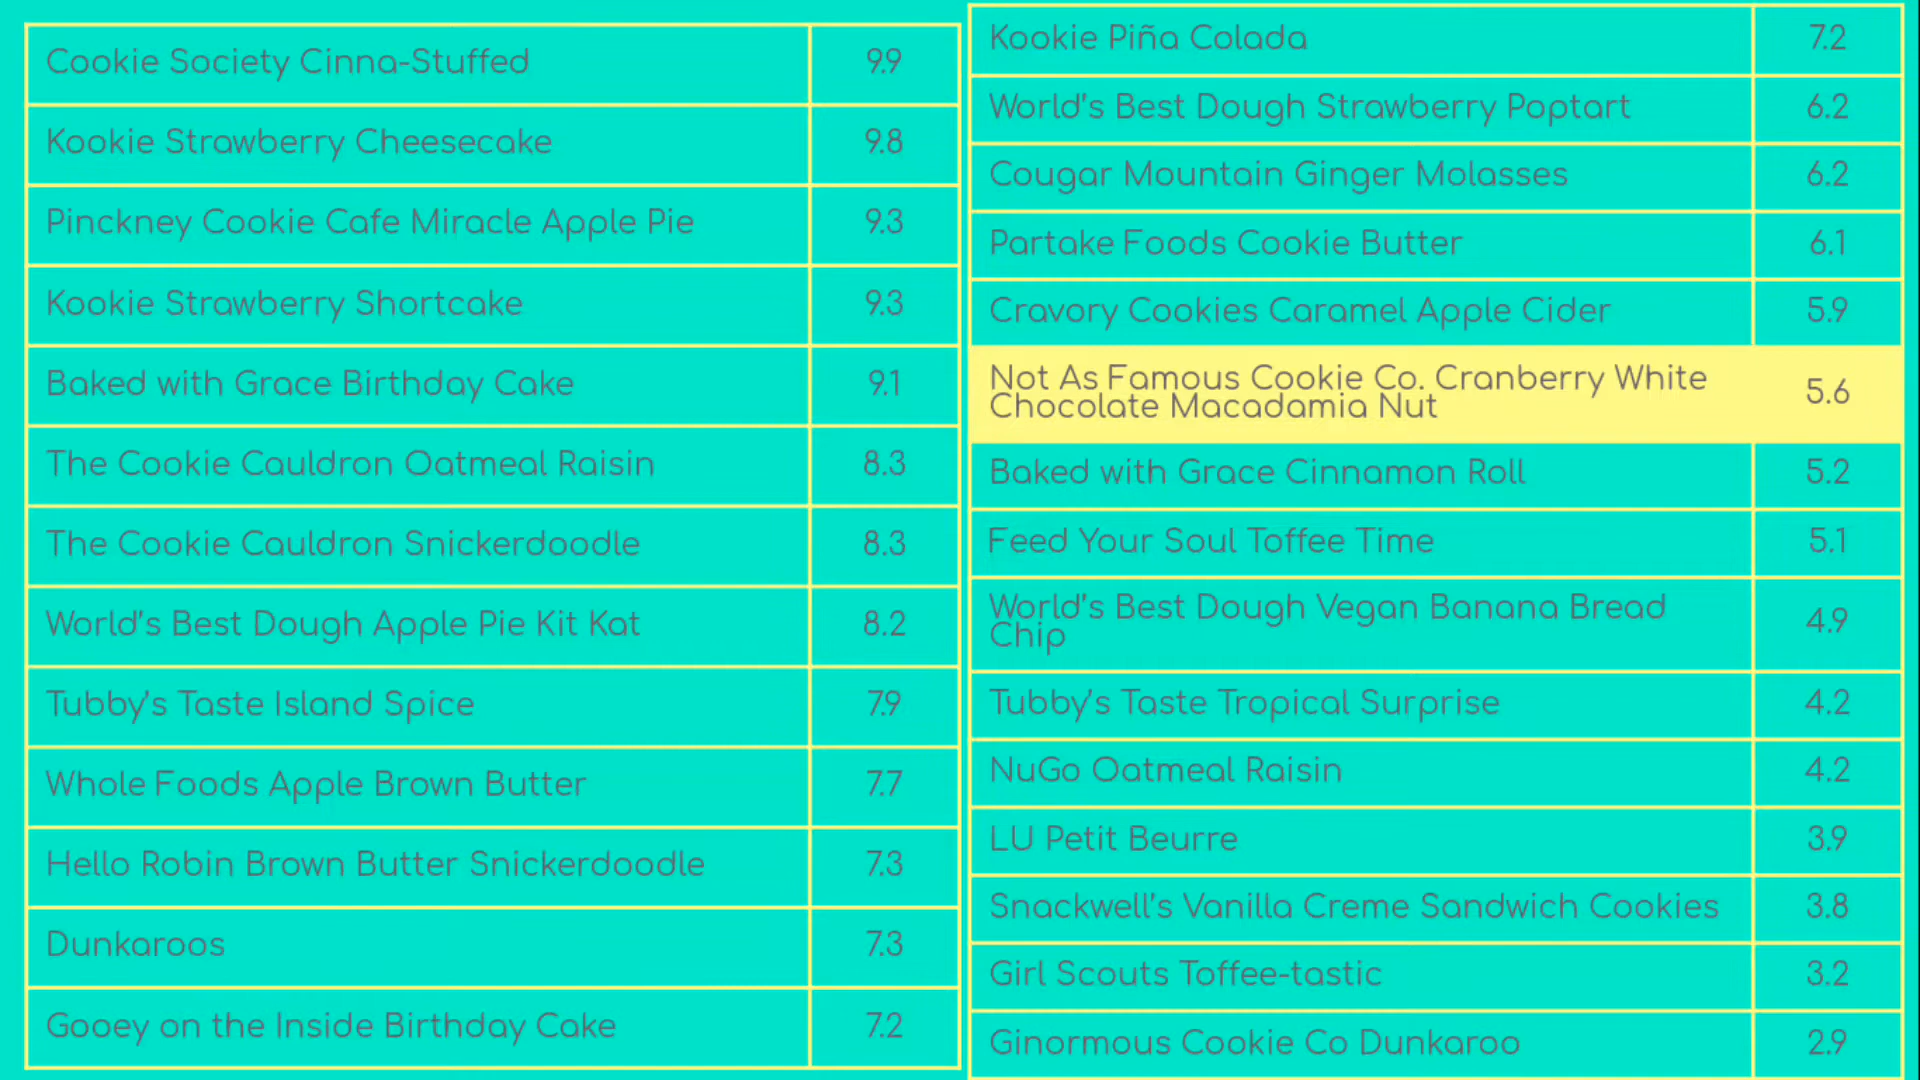 Cookie Society Cinna-Stuffed 9.9
Kookie Strawberry Cheesecake 9.8
Pinckney Cookie Cafe Miracle Apple Pie 9.3
Kookie Strawberry Shortcake 9.3
Baked with Grace Birthday Cake 9.1
The Cookie Cauldron Oatmeal Raisin 8.3
The Cookie Cauldron Snickerdoodle 8.3
World's Best Dough Apple Pie Kit Kat 8.2
Tubby's Taste Island Spice 7.9
Whole Foods Apple Brown Butter 7.7
Hello Robin Brown Butter Snickerdoodle 7.3
Dunkaroos 7.3
Gooey on the Inside Birthday Cake 7.2
Kookie Piña Colada 7.2
World's Best Dough Strawberry Poptart 6.2
Cougar Mountain Ginger Molasses 6.2
Partake Foods Cookie Butter 6.1
Cravory Cookies Caramel Apple Cider 5.9
Not As Famous Cookie Co. Cranberry White
Chocolate Macadamia Nut 5.6
Baked with Grace Cinnamon Roll 5.2
Feed Your Soul Toffee Time 5.1
World's Best Dough Vegan Banana Bread
Chip 4.9
Tubby's Taste Tropical Surprise 4.2
NuGo Oatmeal Raisin 4.2
LU Petit Beurre 3.9
Snackwell's Vanilla Creme Sandwich Cookies 3.8
Girl Scouts Toffee-tastic 3.2
Ginormous Cookie Co Dunkaroo 2.9